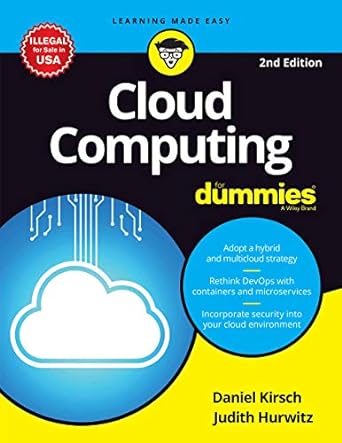 LEARNING MADE EASY
ILLEGAL
for Sale in
USA
2nd Edition
Cloud
Computing
for
dummies®
A Wiley Brand
Adopt a hybrid
and multicloud strategy
Rethink DevOps with
containers and microservices
Incorporate security into
your cloud environment
Daniel Kirsch
Judith Hurwitz